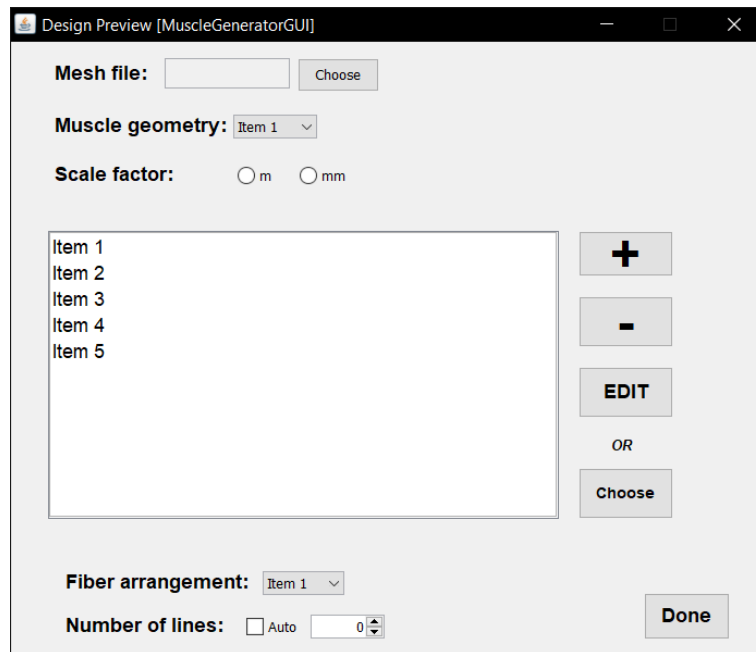 Design Preview [MuscleGeneratorGUI]
Mesh file: Choose
Muscle geometry: Item 1
Scale factor: m mm
Item 1
Item 2
Item 3
Item 4
Item 5
+
-
EDIT
OR
Choose
Fiber arrangement: Item 1
Number of lines: Auto 0
Done